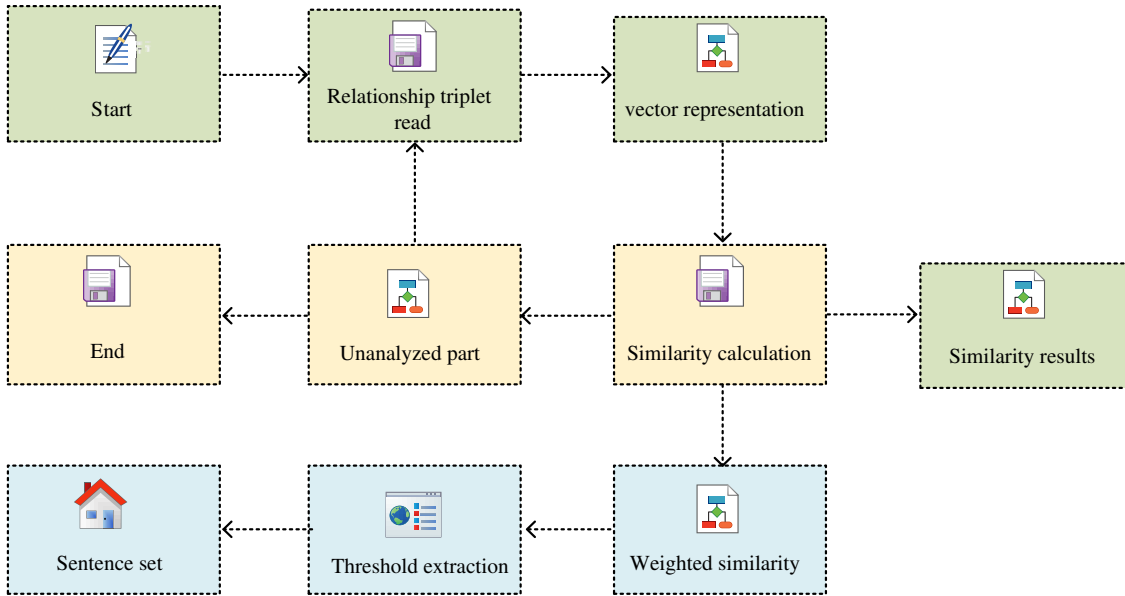 Start
Relationship triplet
read
vector representation
End
Unanalyzed part
Similarity calculation
Similarity results
Sentence set
Threshold extraction
Weighted similarity